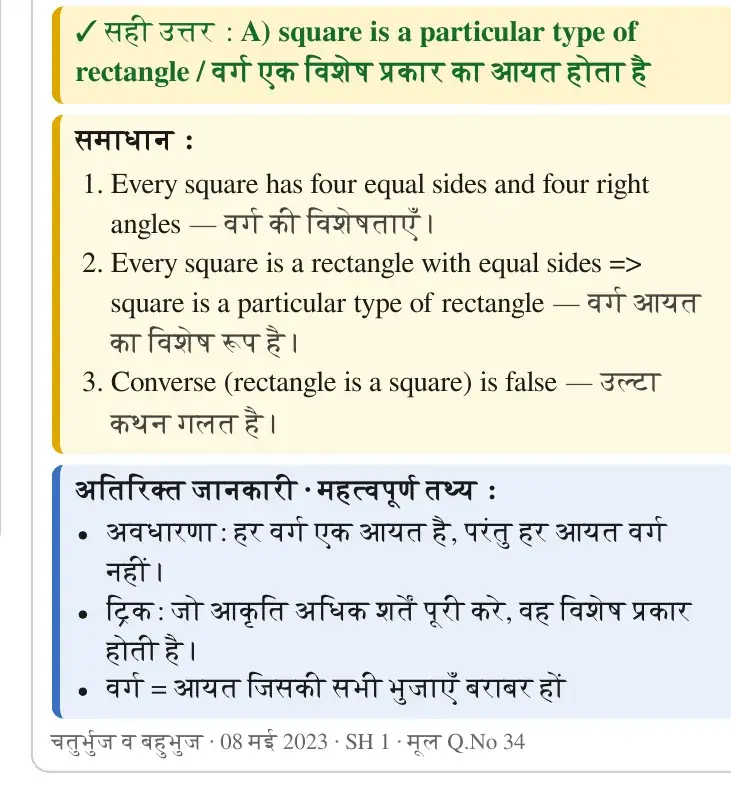 ✓ सही उत्तर : A) square is a particular type of
rectangle / वर्ग एक विशेष प्रकार का आयत होता है
समाधान :
1. Every square has four equal sides and four right
angles — वर्ग की विशेषताएँ।
2. Every square is a rectangle with equal sides =>
square is a particular type of rectangle — वर्ग आयत
का विशेष रूप है।
3. Converse (rectangle is a square) is false — उल्टा
कथन गलत है।
अतिरिक्त जानकारी · महत्वपूर्ण तथ्य :
• अवधारणा : हर वर्ग एक आयत है, परंतु हर आयत वर्ग
नहीं।
• ट्रिक : जो आकृति अधिक शर्तें पूरी करे, वह विशेष प्रकार
होती है।
• वर्ग = आयत जिसकी सभी भुजाएँ बराबर हों
चतुर्भुज व बहुभुज · 08 मई 2023 · SH 1 · मूल Q.No 34